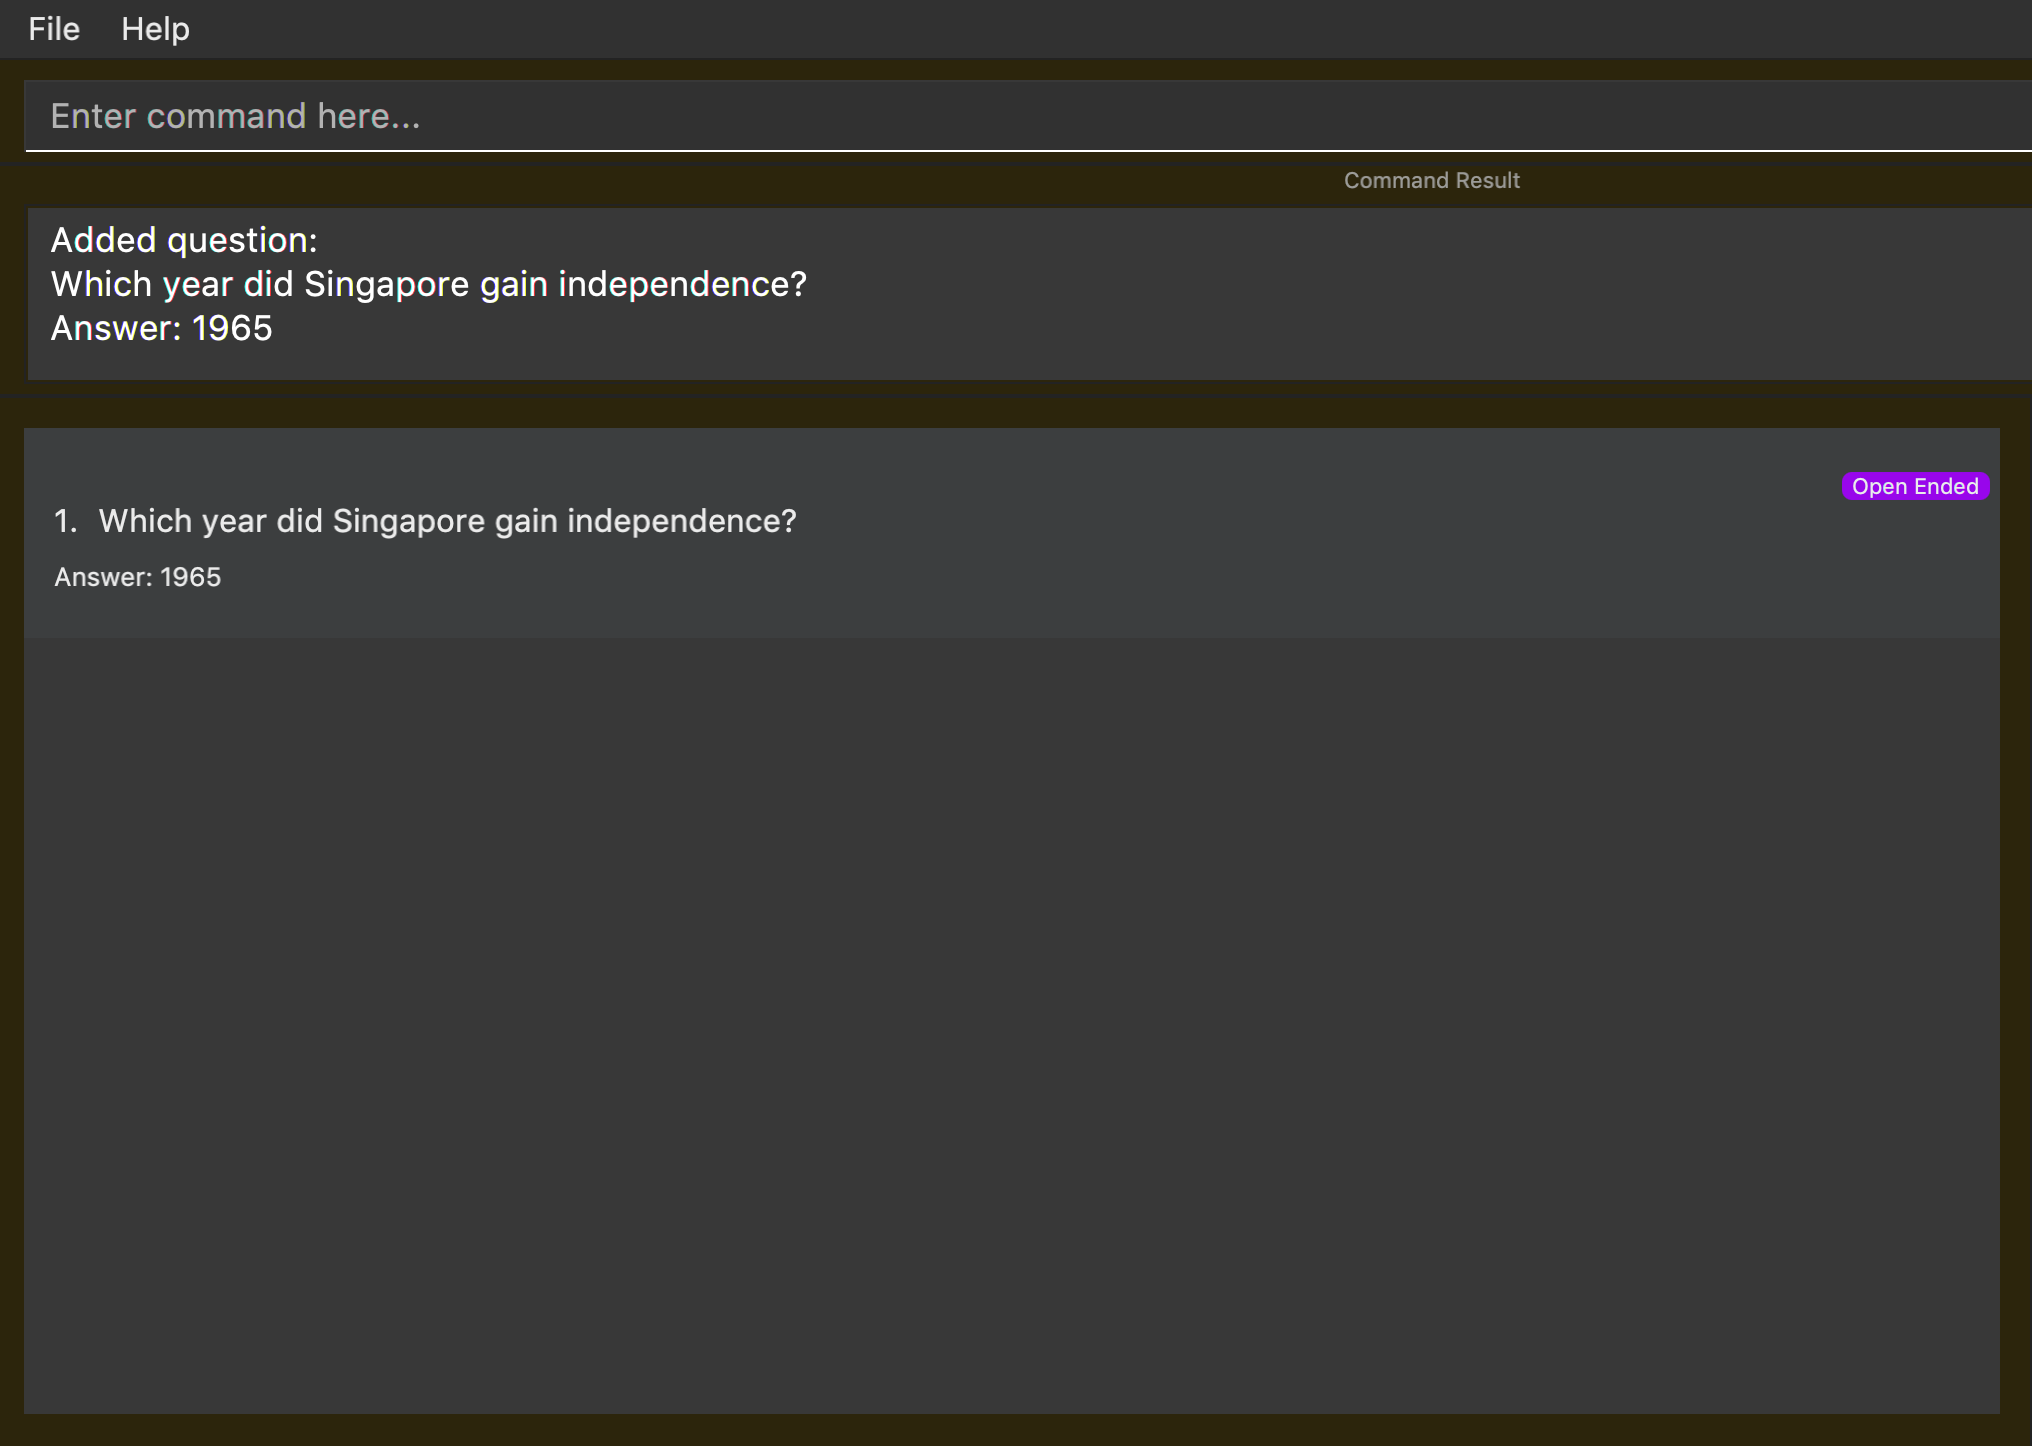 File Help
Enter command here...
Command Result
Added question:
Which year did Singapore gain independence?
Answer: 1965
Open Ended
1. Which year did Singapore gain independence?
Answer: 1965